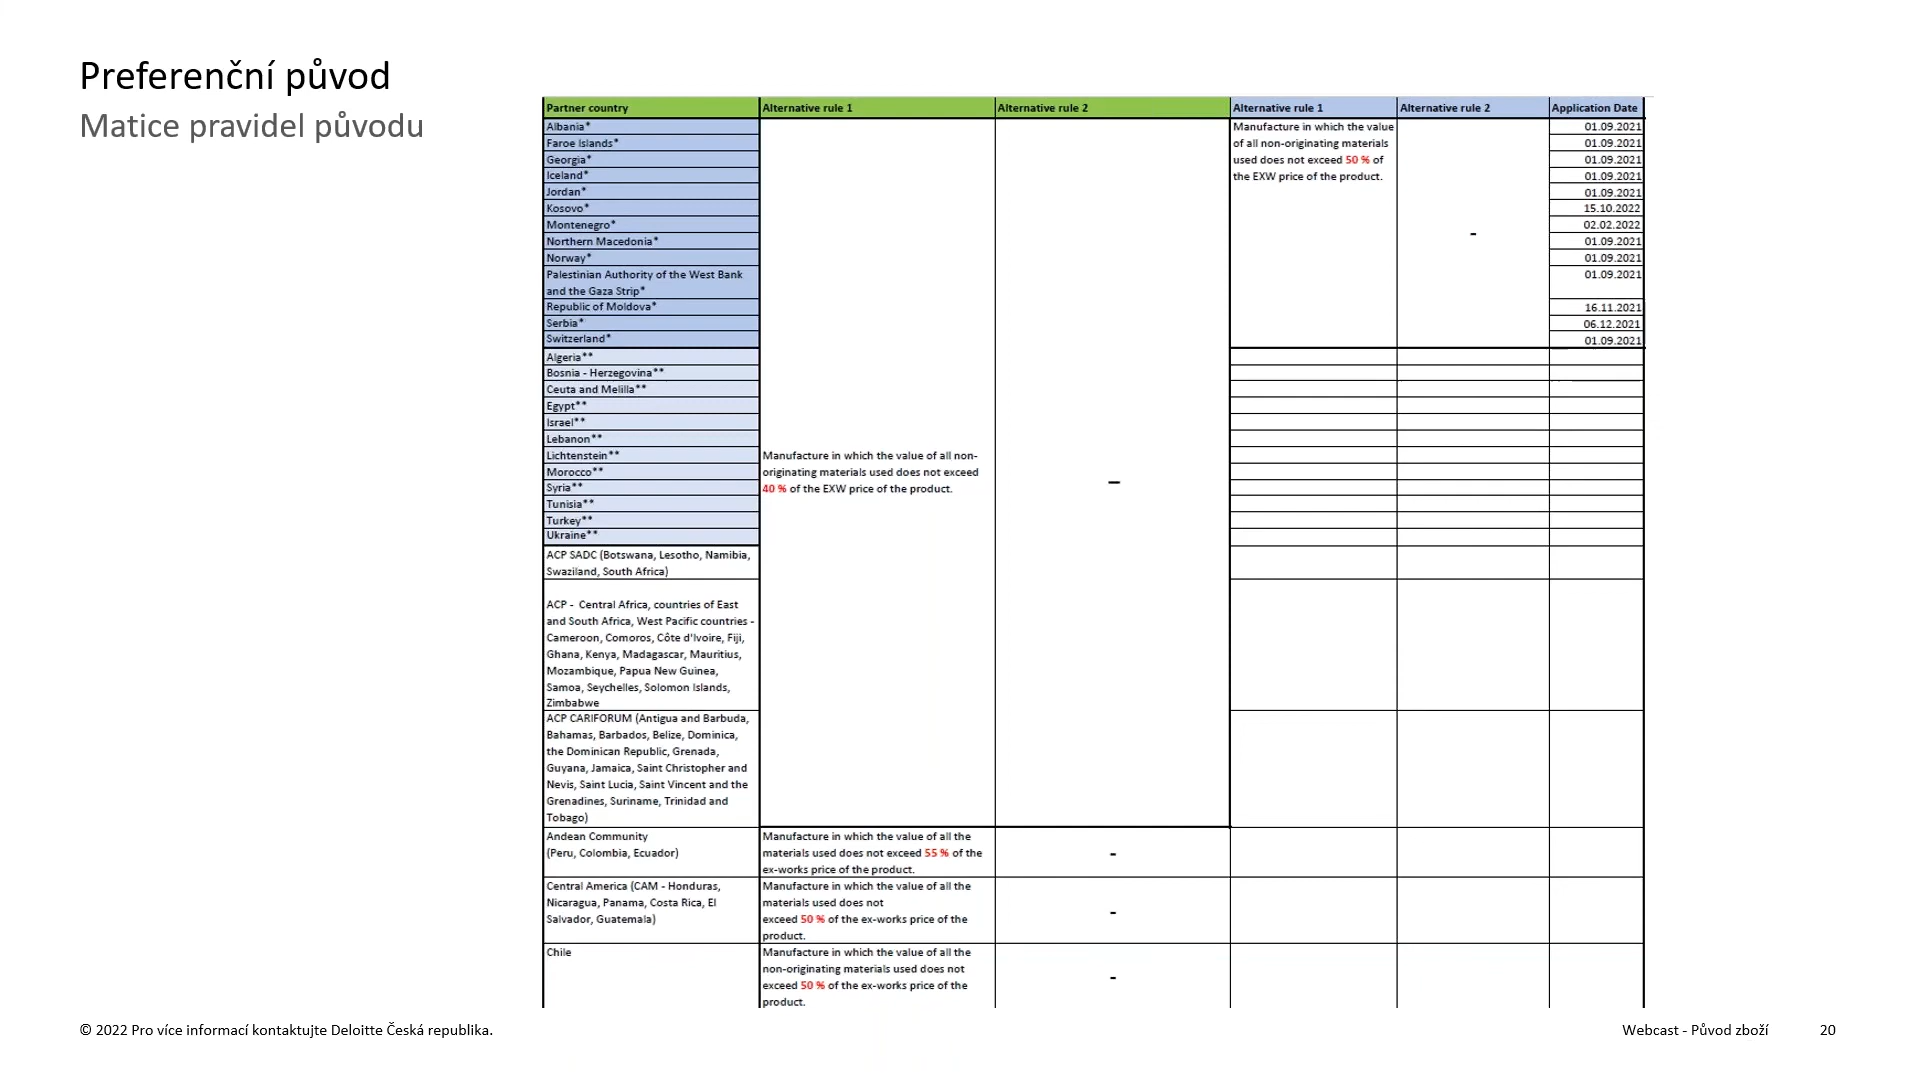 Preferenční původ
Matice pravidel původu
Partner country
Alternative rule 1
Alternative rule 2
Alternative rule 1
Alternative rule 2
Application Date
Albania*
Faroe Islands*
Georgia*
Iceland*
Jordan*
Kosovo*
Montenegro*
Northern Macedonia*
Norway*
Palestinian Authority of the West Bank
and the Gaza Strip*
Republic of Moldova*
Serbia*
Switzerland*
Algeria**
Bosnia - Herzegovina**
Ceuta and Melilla**
Egypt**
Israel**
Lebanon**
Lichtenstein**
Morocco**
Syria**
Tunisia**
Turkey**
Ukraine**
ACP SADC (Botswana, Lesotho, Namibia,
Swaziland, South Africa)
ACP - Central Africa, countries of East
and South Africa, West Pacific countries -
Cameroon, Comoros, Côte d'Ivoire, Fiji,
Ghana, Kenya, Madagascar, Mauritius,
Mozambique, Papua New Guinea,
Samoa, Seychelles, Solomon Islands,
Zimbabwe
ACP CARIFORUM (Antigua and Barbuda,
Bahamas, Barbados, Belize, Dominica,
the Dominican Republic, Grenada,
Guyana, Jamaica, Saint Christopher and
Nevis, Saint Lucia, Saint Vincent and the
Grenadines, Suriname, Trinidad and
Tobago)
Manufacture in which the value of all non-
originating materials used does not exceed
40 % of the EXW price of the product.
–
Manufacture in which the value
of all non-originating materials
used does not exceed 50 % of
the EXW price of the product.
-
01.09.2021
01.09.2021
01.09.2021
01.09.2021
01.09.2021
15.10.2022
02.02.2022
01.09.2021
01.09.2021
01.09.2021
16.11.2021
06.12.2021
01.09.2021
Andean Community
(Peru, Colombia, Ecuador)
Manufacture in which the value of all the
materials used does not exceed 55 % of the
ex-works price of the product.
-
Central America (CAM - Honduras,
Nicaragua, Panama, Costa Rica, El
Salvador, Guatemala)
Manufacture in which the value of all the
materials used does not
exceed 50 % of the ex-works price of the
product.
-
Chile
Manufacture in which the value of all the
non-originating materials used does not
exceed 50 % of the ex-works price of the
product.
-
© 2022 Pro více informací kontaktujte Deloitte Česká republika.
Webcast - Původ zboží
20